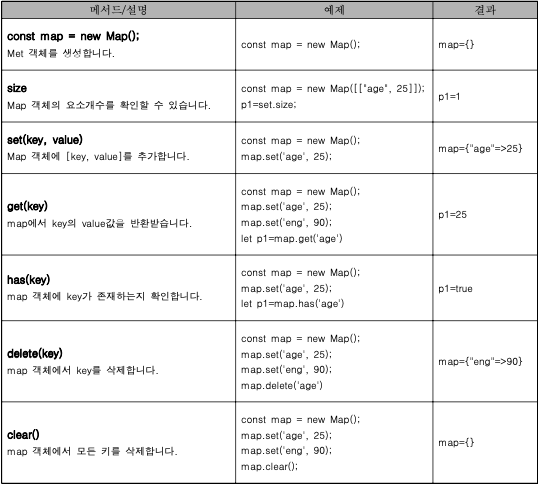 메서드/설명 예제 결과
const map = new Map();
Met 객체를 생성합니다.
const map = new Map();
map={}
size
Map 객체의 요소개수를 확인할 수 있습니다.
const map = new Map([["age", 25]]);
p1=set.size;
p1=1
set(key, value)
Map 객체에 [key, value]를 추가합니다.
const map = new Map();
map.set('age', 25);
map={"age"=>25}
get(key)
map에서 key의 value값을 반환받습니다.
const map = new Map();
map.set('age', 25);
map.set('eng', 90);
let p1=map.get('age')
p1=25
has(key)
map 객체에 key가 존재하는지 확인합니다.
const map = new Map();
map.set('age', 25);
let p1=map.has('age')
p1=true
delete(key)
map 객체에서 key를 삭제합니다.
const map = new Map();
map.set('age', 25);
map.set('eng', 90);
map.delete('age')
map={"eng"=>90}
clear()
map 객체에서 모든 키를 삭제합니다.
const map = new Map();
map.set('age', 25);
map.set('eng', 90);
map.clear();
map={}